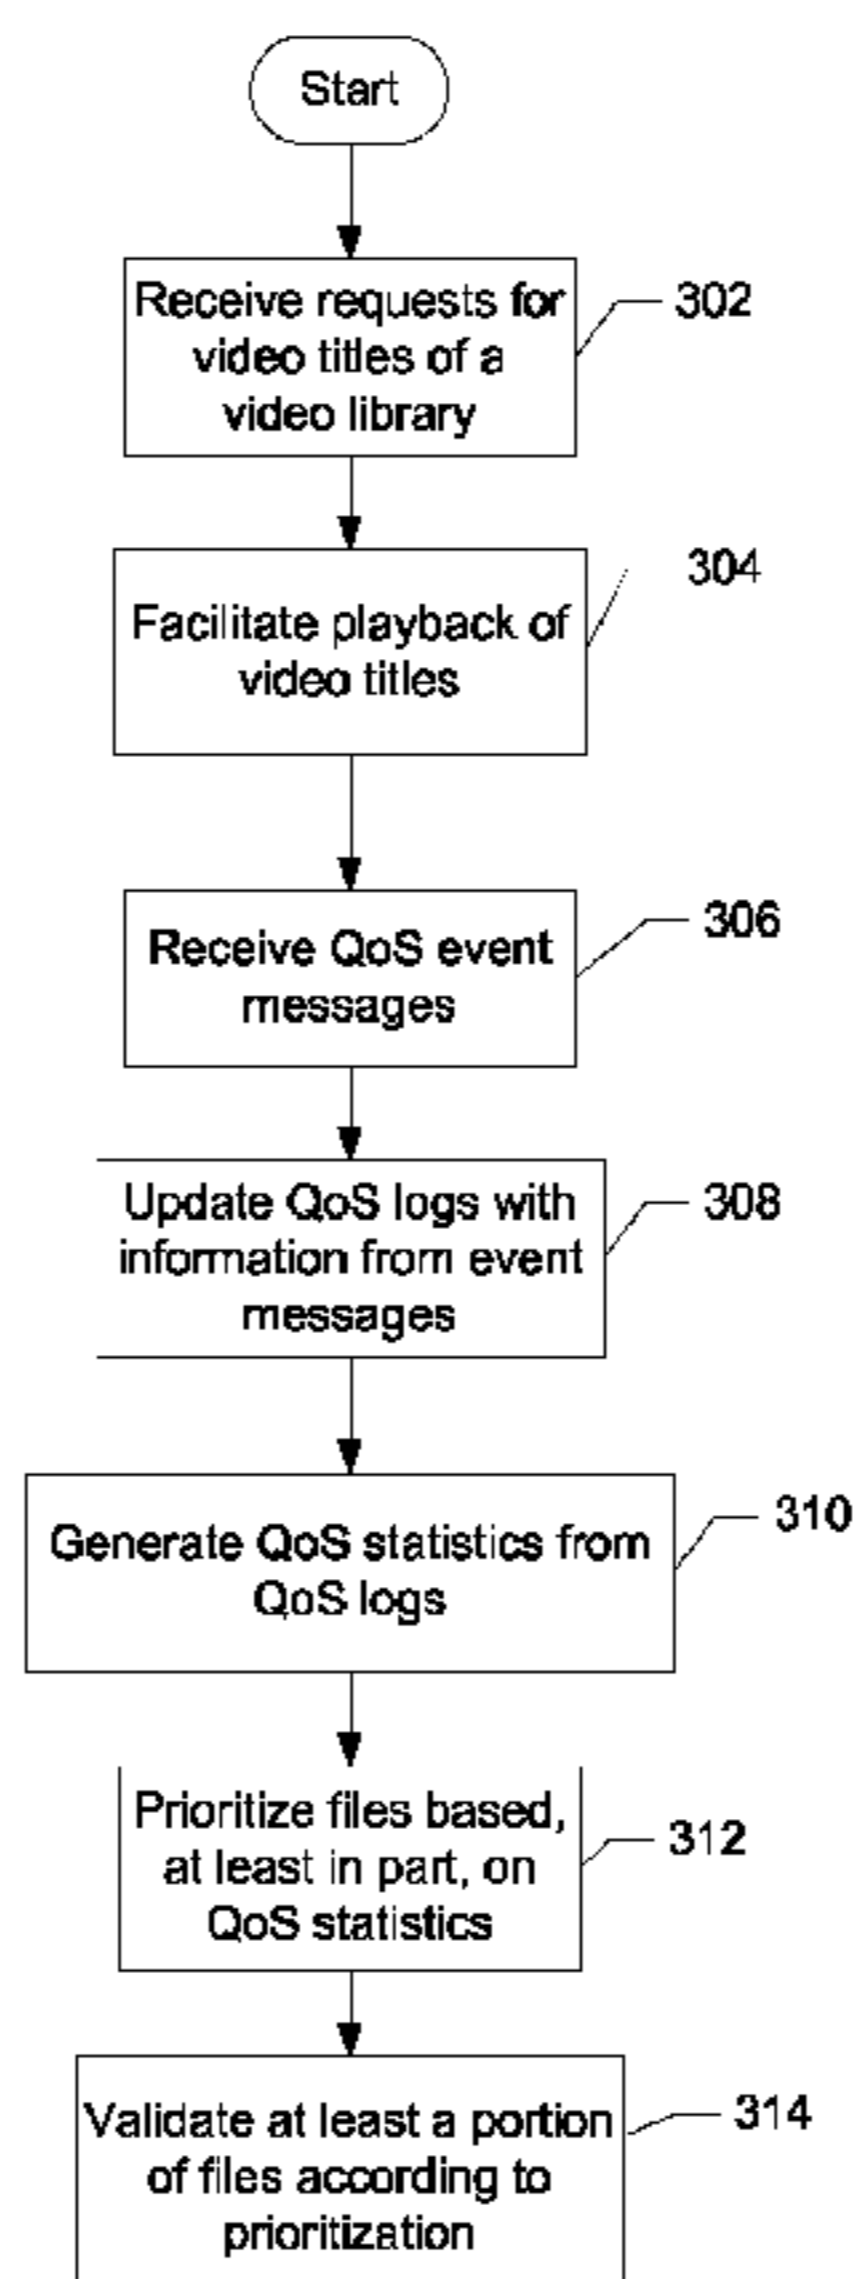 Start
Receive requests for
video titles of a
video library
302
Facilitate playback of
video titles
304
Receive QoS event
messages
306
Update QoS logs with
information from event
messages
308
Generate QoS statistics from
QoS logs
310
Prioritize files based,
at least in part, on
QoS statistics
312
Validate at least a portion
of files according to
prioritization
314